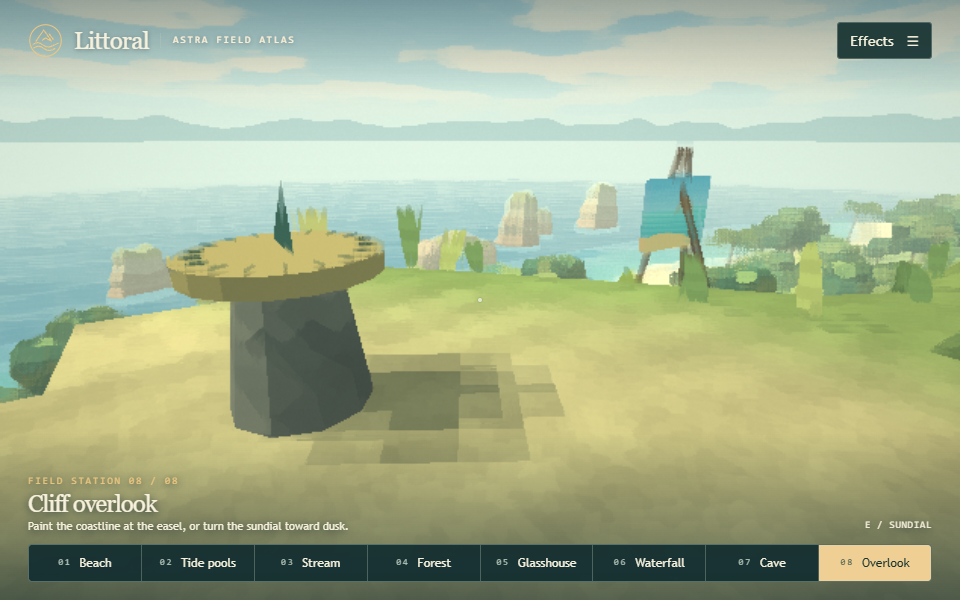 Littoral
ASTRA FIELD ATLAS
Effects
FIELD STATION 08 / 08
Cliff overlook
Paint the coastline at the easel, or turn the sundial toward dusk.
E / SUNDIAL
01 Beach
02 Tide pools
03 Stream
04 Forest
05 Glasshouse
06 Waterfall
07 Cave
08 Overlook